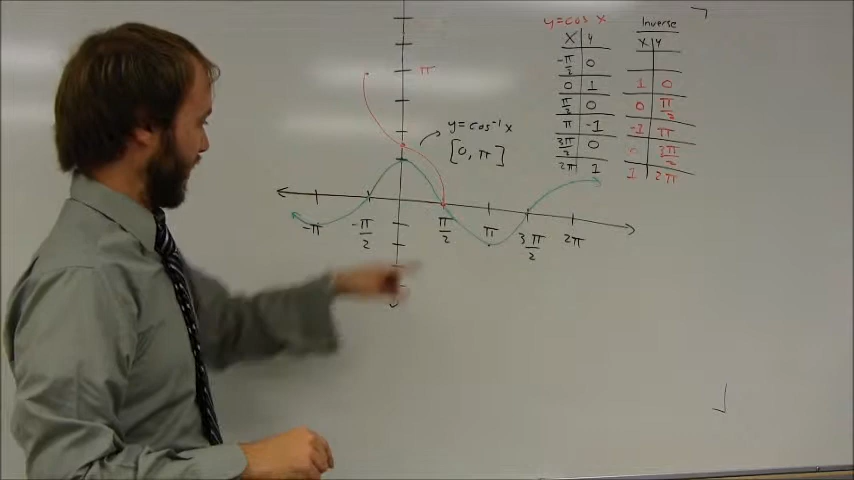 y=cos x
x y
-π/2 0
0 1
π/2 0
π -1
3π/2 0
2π 1
Inverse
x y
1 0
0 π/2
-1 π
0 3π/2
1 2π
π
y=cos⁻¹x
[0, π]
-π -π/2 π/2 π 3π/2 2π